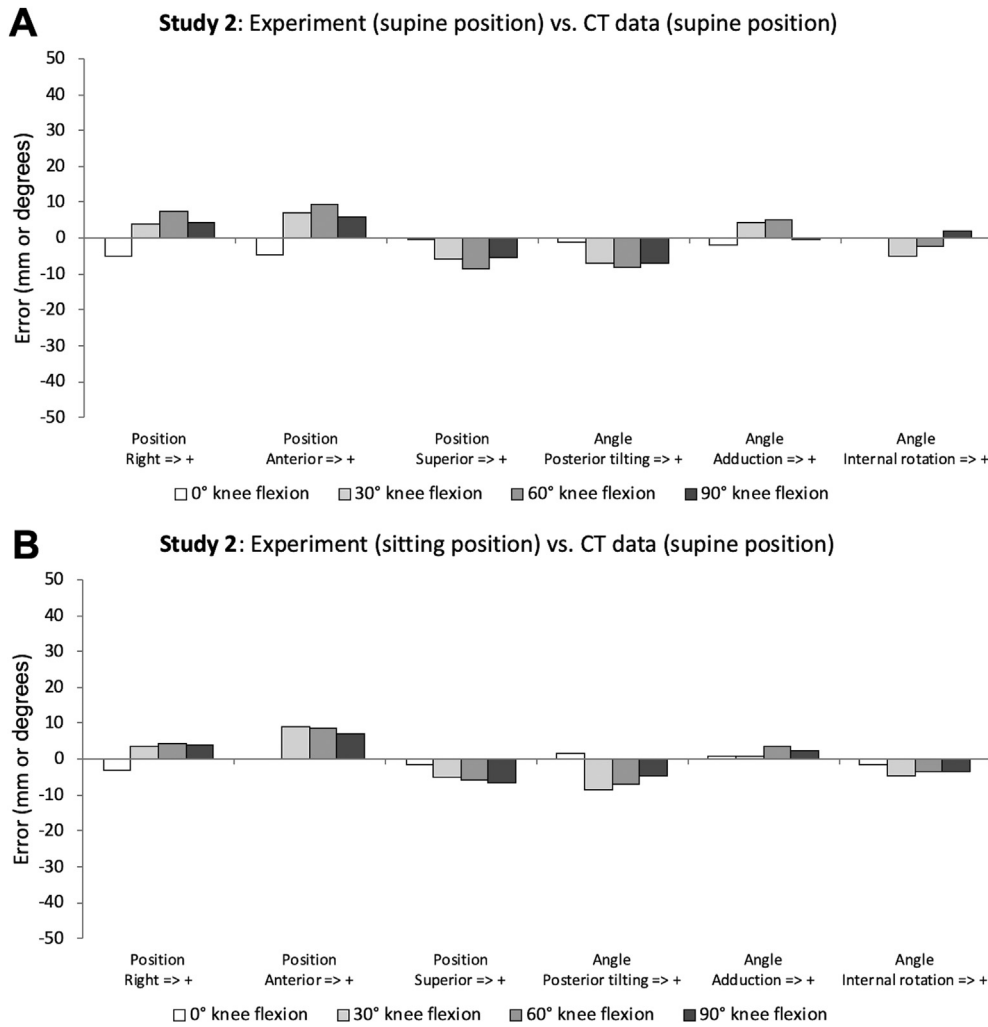 A
Study 2: Experiment (supine position) vs. CT data (supine position)
Error (mm or degrees)
50
40
30
20
10
0
-10
-20
-30
-40
-50
Position
Right => +
Position
Anterior => +
Position
Superior => +
Angle
Posterior tilting => +
Angle
Adduction => +
Angle
Internal rotation => +
0° knee flexion 30° knee flexion 60° knee flexion 90° knee flexion
B
Study 2: Experiment (sitting position) vs. CT data (supine position)
Error (mm or degrees)
50
40
30
20
10
0
-10
-20
-30
-40
-50
Position
Right => +
Position
Anterior => +
Position
Superior => +
Angle
Posterior tilting => +
Angle
Adduction => +
Angle
Internal rotation => +
0° knee flexion 30° knee flexion 60° knee flexion 90° knee flexion